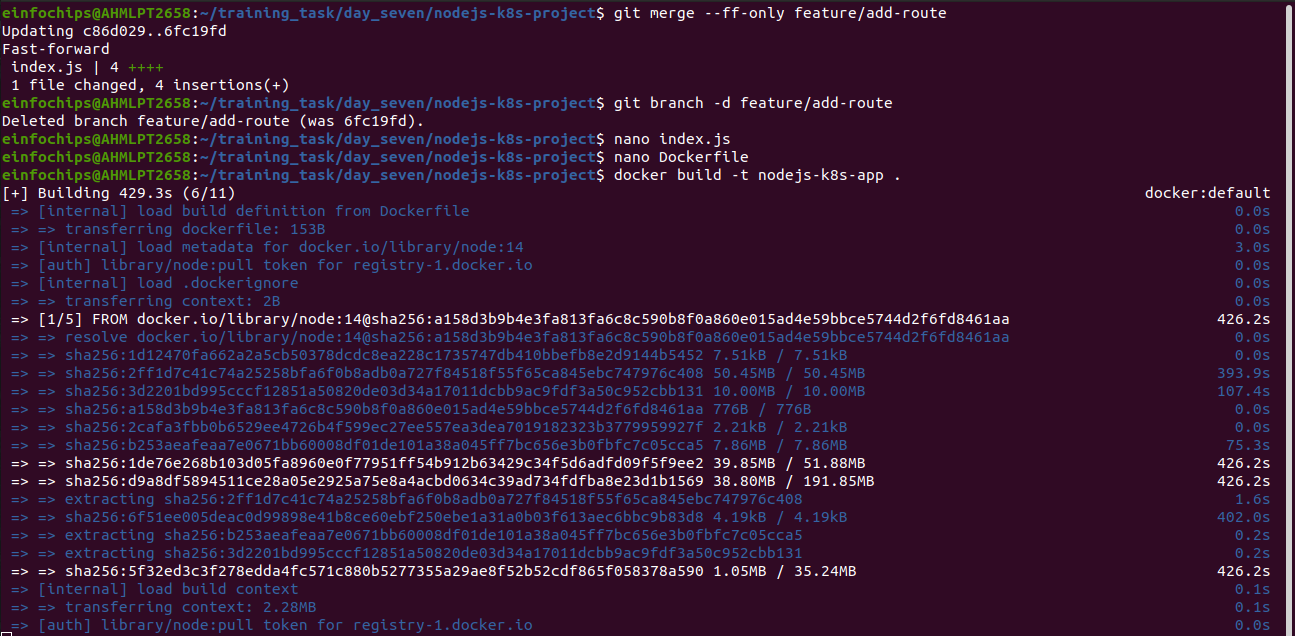 einfochips@AHMLPT2658:~/training_task/day_seven/nodejs-k8s-project$ git merge --ff-only feature/add-route
Updating c86d029..6fc19fd
Fast-forward
 index.js | 4 ++++
 1 file changed, 4 insertions(+)
einfochips@AHMLPT2658:~/training_task/day_seven/nodejs-k8s-project$ git branch -d feature/add-route
Deleted branch feature/add-route (was 6fc19fd).
einfochips@AHMLPT2658:~/training_task/day_seven/nodejs-k8s-project$ nano index.js
einfochips@AHMLPT2658:~/training_task/day_seven/nodejs-k8s-project$ nano Dockerfile
einfochips@AHMLPT2658:~/training_task/day_seven/nodejs-k8s-project$ docker build -t nodejs-k8s-app .
[+] Building 429.3s (6/11) docker:default
 => [internal] load build definition from Dockerfile 0.0s
 => => transferring dockerfile: 153B 0.0s
 => [internal] load metadata for docker.io/library/node:14 3.0s
 => [auth] library/node:pull token for registry-1.docker.io 0.0s
 => [internal] load .dockerignore 0.0s
 => => transferring context: 2B 0.0s
 => [1/5] FROM docker.io/library/node:14@sha256:a158d3b9b4e3fa813fa6c8c590b8f0a860e015ad4e59bbce5744d2f6fd8461aa 426.2s
 => => resolve docker.io/library/node:14@sha256:a158d3b9b4e3fa813fa6c8c590b8f0a860e015ad4e59bbce5744d2f6fd8461aa 0.0s
 => => sha256:1d12470fa662a2a5cb50378dcdc8ea228c1735747db410bbefb8e2d9144b5452 7.51kB / 7.51kB 0.0s
 => => sha256:2ff1d7c41c74a25258bfa6f0b8adb0a727f84518f55f65ca845ebc747976c408 50.45MB / 50.45MB 393.9s
 => => sha256:3d2201bd995cccf12851a50820de03d34a17011dcbb9ac9fdf3a50c952cbb131 10.00MB / 10.00MB 107.4s
 => => sha256:a158d3b9b4e3fa813fa6c8c590b8f0a860e015ad4e59bbce5744d2f6fd8461aa 776B / 776B 0.0s
 => => sha256:2cafa3fbb0b6529ee4726b4f599ec27ee557ea3dea7019182323b3779959927f 2.21kB / 2.21kB 0.0s
 => => sha256:b253aeafeaa7e0671bb60008df01de101a38a045ff7bc656e3b0fbfc7c05cca5 7.86MB / 7.86MB 75.3s
 => => sha256:1de76e268b103d05fa8960e0f77951ff54b912b63429c34f5d6adfd09f5f9ee2 39.85MB / 51.88MB 426.2s
 => => sha256:d9a8df5894511ce28a05e2925a75e8a4acbd0634c39ad734fdfba8e23d1b1569 38.80MB / 191.85MB 426.2s
 => => extracting sha256:2ff1d7c41c74a25258bfa6f0b8adb0a727f84518f55f65ca845ebc747976c408 1.6s
 => => sha256:6f51ee005deac0d99898e41b8ce60ebf250ebe1a31a0b03f613aec6bbc9b83d8 4.19kB / 4.19kB 402.0s
 => => extracting sha256:b253aeafeaa7e0671bb60008df01de101a38a045ff7bc656e3b0fbfc7c05cca5 0.2s
 => => extracting sha256:3d2201bd995cccf12851a50820de03d34a17011dcbb9ac9fdf3a50c952cbb131 0.2s
 => => sha256:5f32ed3c3f278edda4fc571c880b5277355a29ae8f52b52cdf865f058378a590 1.05MB / 35.24MB 426.2s
 => [internal] load build context 0.1s
 => => transferring context: 2.28MB 0.1s
 => [auth] library/node:pull token for registry-1.docker.io 0.0s